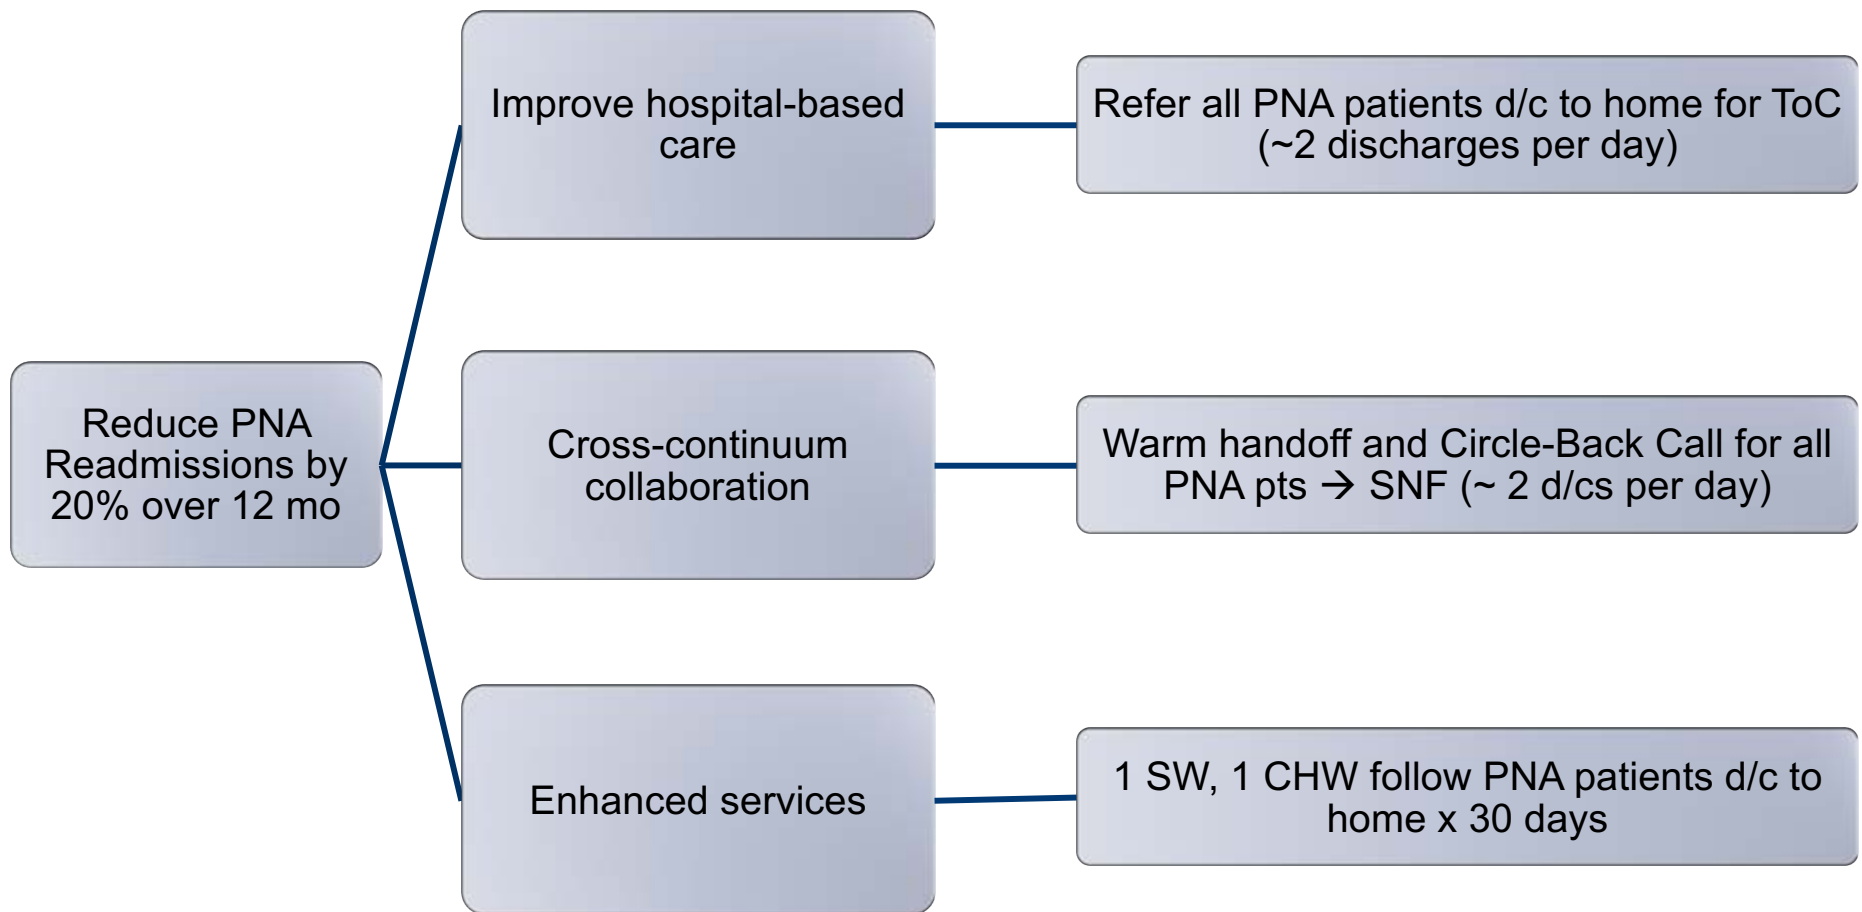 Improve hospital-based
care
Refer all PNA patients d/c to home for ToC
(~2 discharges per day)
Reduce PNA
Readmissions by
20% over 12 mo
Cross-continuum
collaboration
Warm handoff and Circle-Back Call for all
PNA pts → SNF (~ 2 d/cs per day)
Enhanced services
1 SW, 1 CHW follow PNA patients d/c to
home x 30 days